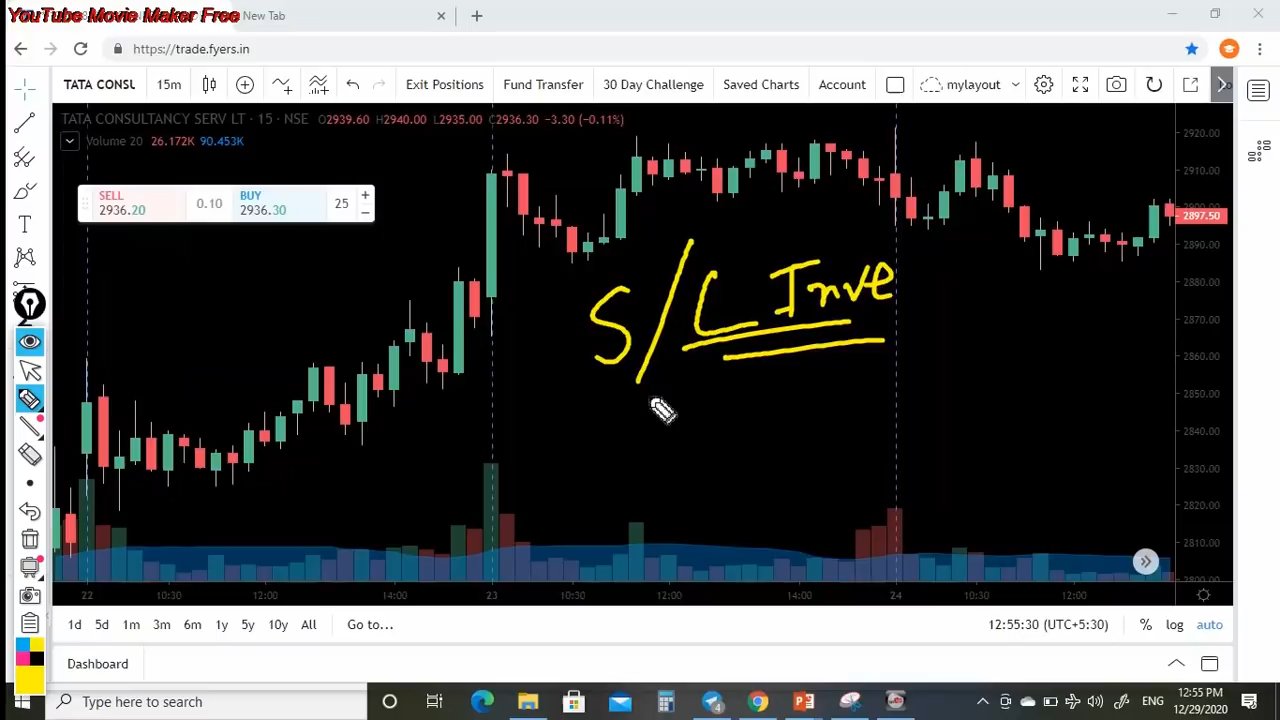 YouTube Movie Maker Free
New Tab
https://trade.fyers.in
TATA CONSL 15m Exit Positions Fund Transfer 30 Day Challenge Saved Charts Account mylayout
TATA CONSULTANCY SERV LT · 15 · NSE O2939.60 H2940.00 L2935.00 C2936.30 −3.30 (−0.11%)
Volume 20 26.172K 90.453K
SELL 2936.20 0.10 BUY 2936.30 25
2920.00
2910.00
2900.00
2897.50
2890.00
2880.00
2870.00
2860.00
2850.00
2840.00
2830.00
2820.00
2810.00
2800.00
S/L Inve
22 10:30 12:00 14:00 23 10:30 12:00 14:00 24 10:30 12:00
1d 5d 1m 3m 6m 1y 5y 10y All Go to... 12:55:30 (UTC+5:30) % log auto
Dashboard
Type here to search ENG 12:55 PM
12/29/2020